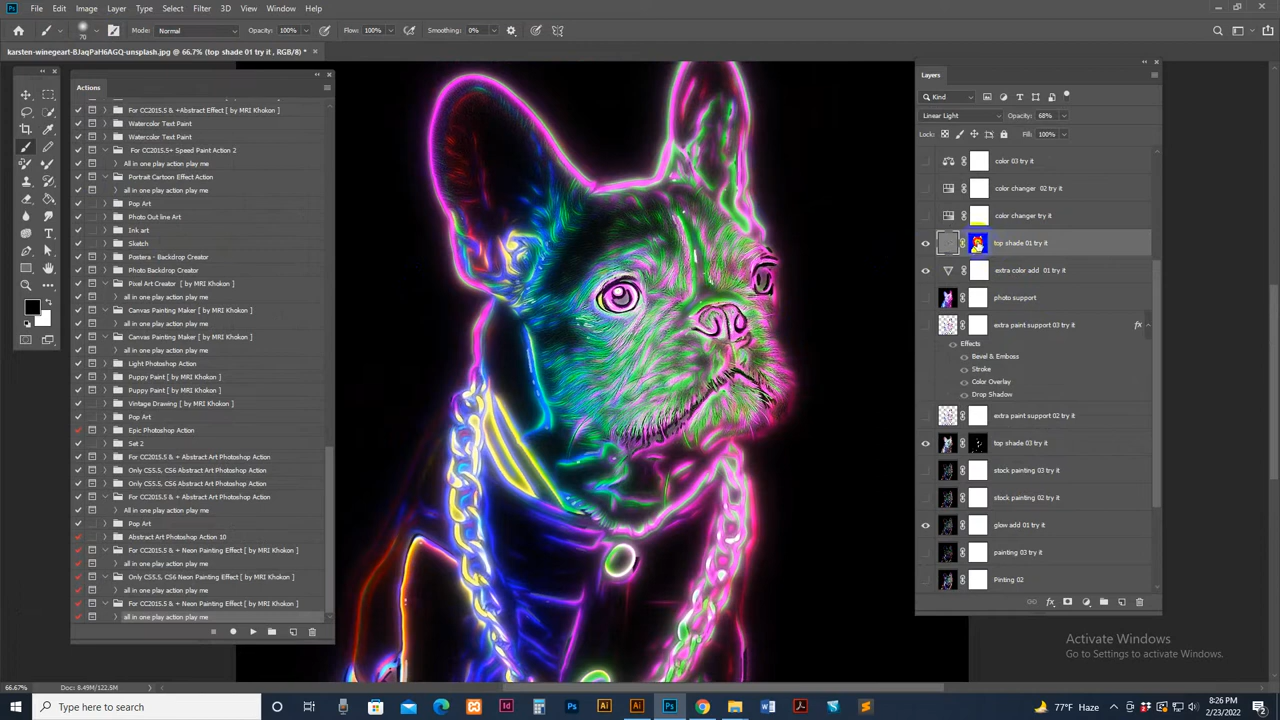 File Edit Image Layer Type Select Filter 3D View Window Help
70 Mode: Normal Opacity: 100% Flow: 100% Smoothing: 0%
karsten-winegeart-BJaqPaH6AGQ-unsplash.jpg @ 66.7% (top shade 01 try it , RGB/8) *
Actions
For CC2015.5 & +Abstract Effect [ by MRI Khokon ]
Watercolor Text Paint
Watercolor Text Paint
For CC2015.5+ Speed Paint Action 2
All in one play action play me
Portrait Cartoon Effect Action
all in one play action play me
Pop Art
Photo Out line Art
Ink art
Sketch
Postera - Backdrop Creator
Photo Backdrop Creator
Pixel Art Creator [ by MRI Khokon ]
all in one play action play me
Canvas Painting Maker [ by MRI Khokon ]
all in one play action play me
Canvas Painting Maker [ by MRI Khokon ]
all in one play action play me
Light Photoshop Action
Puppy Paint [ by MRI Khokon ]
Puppy Paint [ by MRI Khokon ]
Vintage Drawing [ by MRI Khokon ]
Pop Art
Epic Photoshop Action
Set 2
For CC2015.5 & + Abstract Art Photoshop Action
Only CS5.5, CS6 Abstract Art Photoshop Action
Only CS5.5, CS6 Abstract Art Photoshop Action
For CC2015.5 & + Abstract Art Photoshop Action
All in one play action play me
Pop Art
Abstract Art Photoshop Action 10
For CC2015.5 & + Neon Painting Effect [ by MRI Khokon ]
all in one play action play me
Only CS5.5, CS6 Neon Painting Effect [ by MRI Khokon ]
all in one play action play me
For CC2015.5 & + Neon Painting Effect [ by MRI Khokon ]
all in one play action play me
Layers
Kind
Linear Light Opacity: 68%
Lock: Fill: 100%
color 03 try it
color changer 02 try it
color changer try it
top shade 01 try it
extra color add 01 try it
photo support
extra paint support 03 try it fx
Effects
Bevel & Emboss
Stroke
Color Overlay
Drop Shadow
extra paint support 02 try it
top shade 03 try it
stock painting 03 try it
stock painting 02 try it
glow add 01 try it
painting 03 try it
Pinting 02
Activate Windows
Go to Settings to activate Windows.
66.67% Doc: 8.49M/122.5M
Type here to search
77°F Haze
8:26 PM
2/23/2022